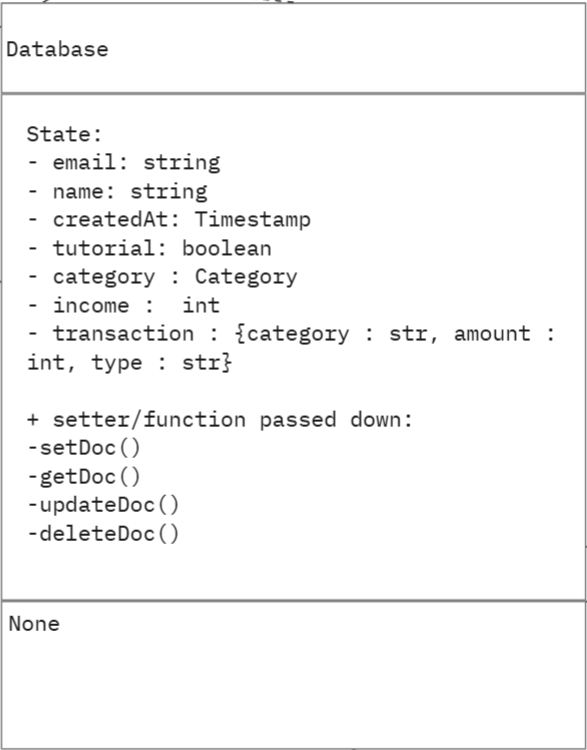 Database
State:
- email: string
- name: string
- createdAt: Timestamp
- tutorial: boolean
- category : Category
- income :  int
- transaction : {category : str, amount :
int, type : str}
+ setter/function passed down:
-setDoc()
-getDoc()
-updateDoc()
-deleteDoc()
None